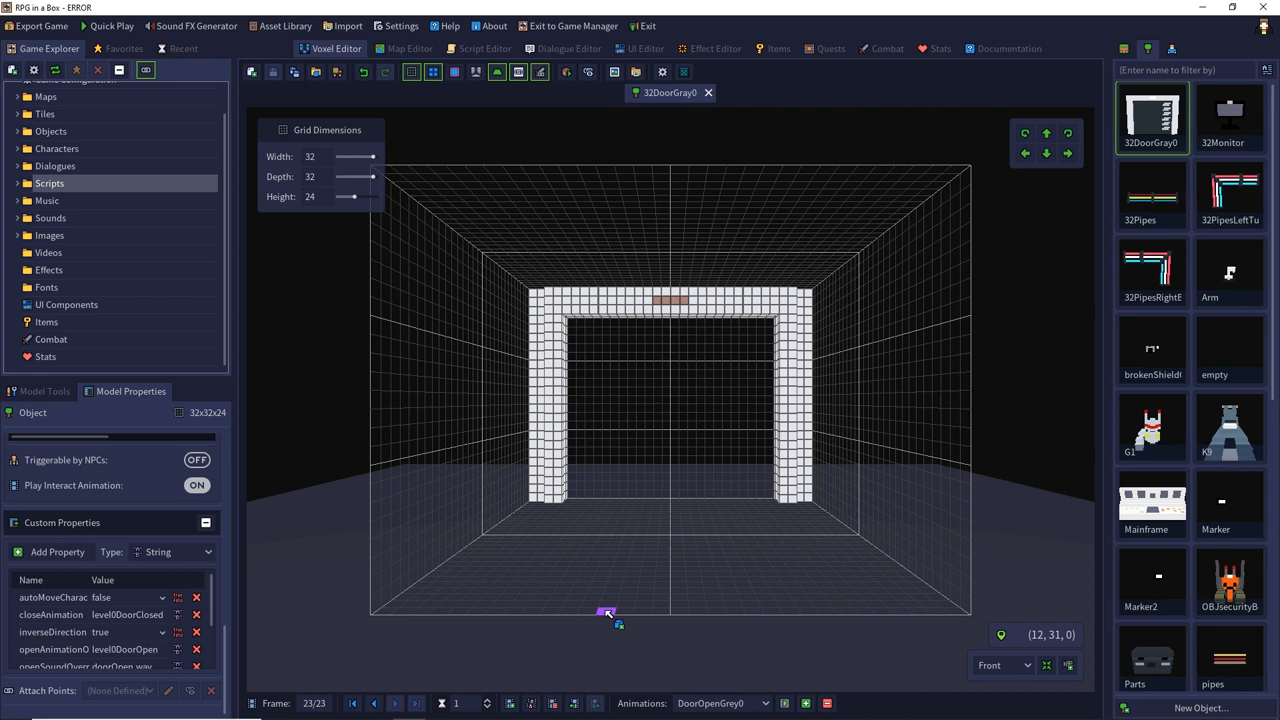 RPG in a Box - ERROR
Export Game Quick Play Sound FX Generator Asset Library Import Settings Help About Exit to Game Manager Exit
Game Explorer Favorites Recent
Voxel Editor Map Editor Script Editor Dialogue Editor UI Editor Effect Editor Items Quests Combat Stats Documentation
(Enter name to filter by)
32DoorGray0
Maps
Tiles
Objects
Characters
Dialogues
Scripts
Music
Sounds
Images
Videos
Effects
Fonts
UI Components
Items
Combat
Stats
Grid Dimensions
Width: 32
Depth: 32
Height: 24
Model Tools Model Properties
Object 32x32x24
Triggerable by NPCs: OFF
Play Interact Animation: ON
Custom Properties
Add Property Type: String
Name Value
autoMoveCharac false
closeAnimation level0DoorClosed
inverseDirection true
openAnimationO level0DoorOpen
openSoundOverr doorOpen.wav
Attach Points: (None Defined)
(12, 31, 0)
Front
Frame: 23/23 1 Animations: DoorOpenGrey0
32DoorGray0 32Monitor
32Pipes 32PipesLeftTu
32PipesRightE Arm
brokenShield empty
G1 K9
Mainframe Marker
Marker2 OBJsecurityB
Parts pipes
New Object...